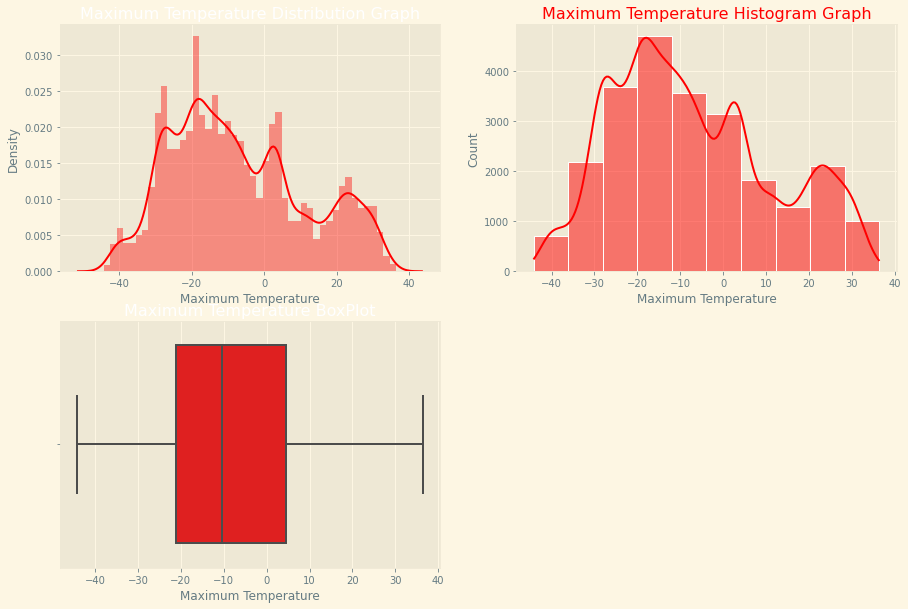 Maximum Temperature Distribution Graph
Density
0.030
0.025
0.020
0.015
0.010
0.005
0.000
−40 −20 0 20 40
Maximum Temperature
Maximum Temperature Histogram Graph
Count
4000
3000
2000
1000
0
−40 −30 −20 −10 0 10 20 30 40
Maximum Temperature
Maximum Temperature BoxPlot
−40 −30 −20 −10 0 10 20 30 40
Maximum Temperature